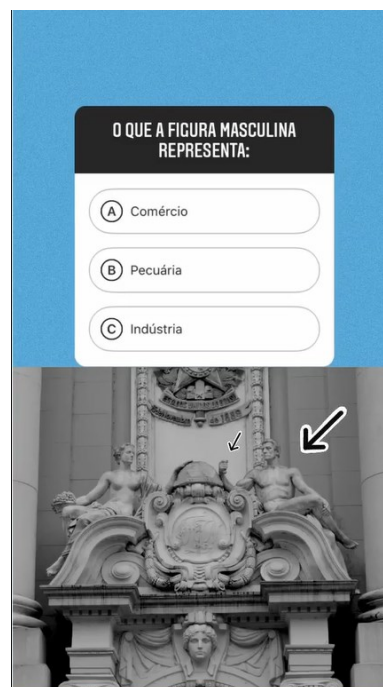 O QUE A FIGURA MASCULINA
REPRESENTA:
A Comércio
B Pecuária
C Indústria